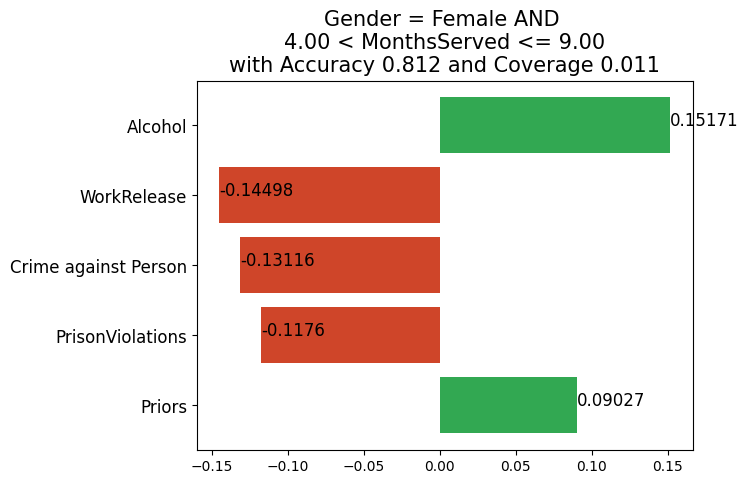 Gender = Female AND
4.00 < MonthsServed <= 9.00
with Accuracy 0.812 and Coverage 0.011
Alcohol
0.15171
WorkRelease
-0.14498
Crime against Person
-0.13116
PrisonViolations
-0.1176
Priors
0.09027
−0.15
−0.10
−0.05
0.00
0.05
0.10
0.15